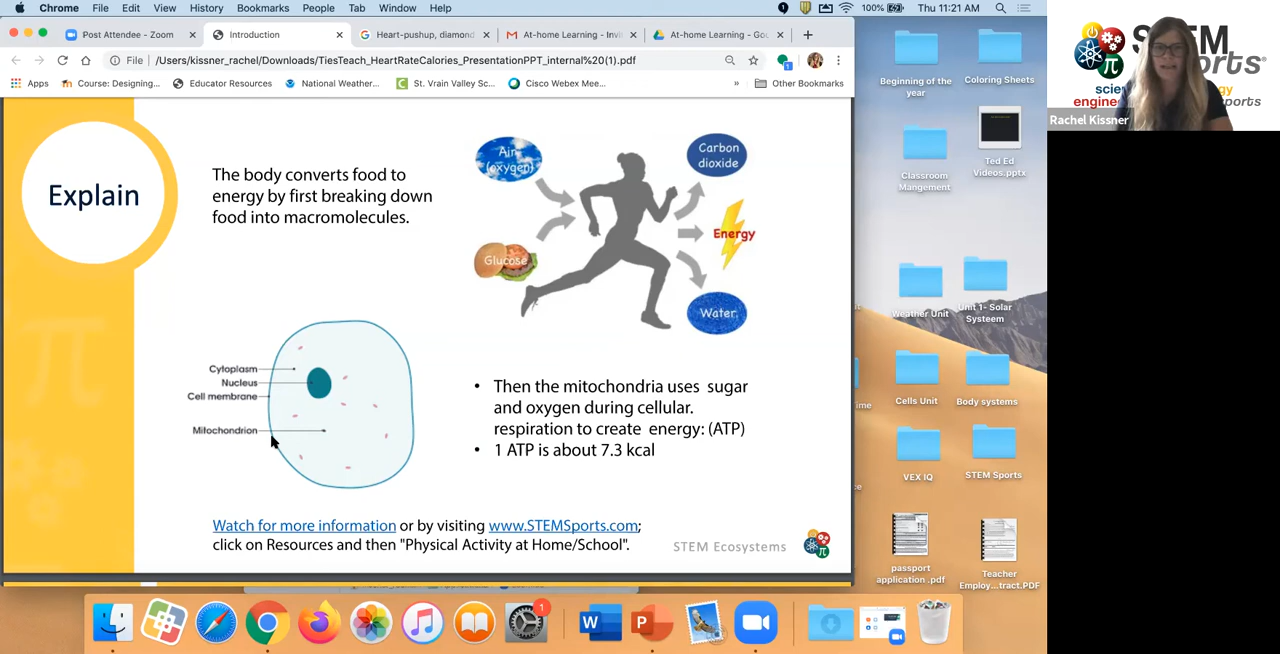 Chrome File Edit View History Bookmarks People Tab Window Help
100% Thu 11:21 AM
Post Attendee - Zoom
Introduction
Heart-pushup, diamond
At-home Learning - Invi
At-home Learning - Goo
File /Users/kissner_rachel/Downloads/TiesTeach_HeartRateCalories_PresentationPPT_internal%20(1).pdf
Apps Course: Designing... Educator Resources National Weather... St. Vrain Valley Sc... Cisco Webex Mee... » Other Bookmarks
Explain
The body converts food to
energy by first breaking down
food into macromolecules.
Air
(oxygen)
Glucose
Carbon
dioxide
Energy
Water
Cytoplasm
Nucleus
Cell membrane
Mitochondrion
• Then the mitochondria uses sugar
and oxygen during cellular.
respiration to create energy: (ATP)
• 1 ATP is about 7.3 kcal
Watch for more information or by visiting www.STEMSports.com;
click on Resources and then "Physical Activity at Home/School".
STEM Ecosystems
Beginning of the
year
Coloring Sheets
Classroom
Mangement
Ted Ed
Videos.pptx
Weather Unit
Unit 1- Solar
Systeem
Cells Unit
Body systems
VEX IQ
STEM Sports
passport
application .pdf
Teacher
Employ...tract.PDF
1
Rachel Kissner